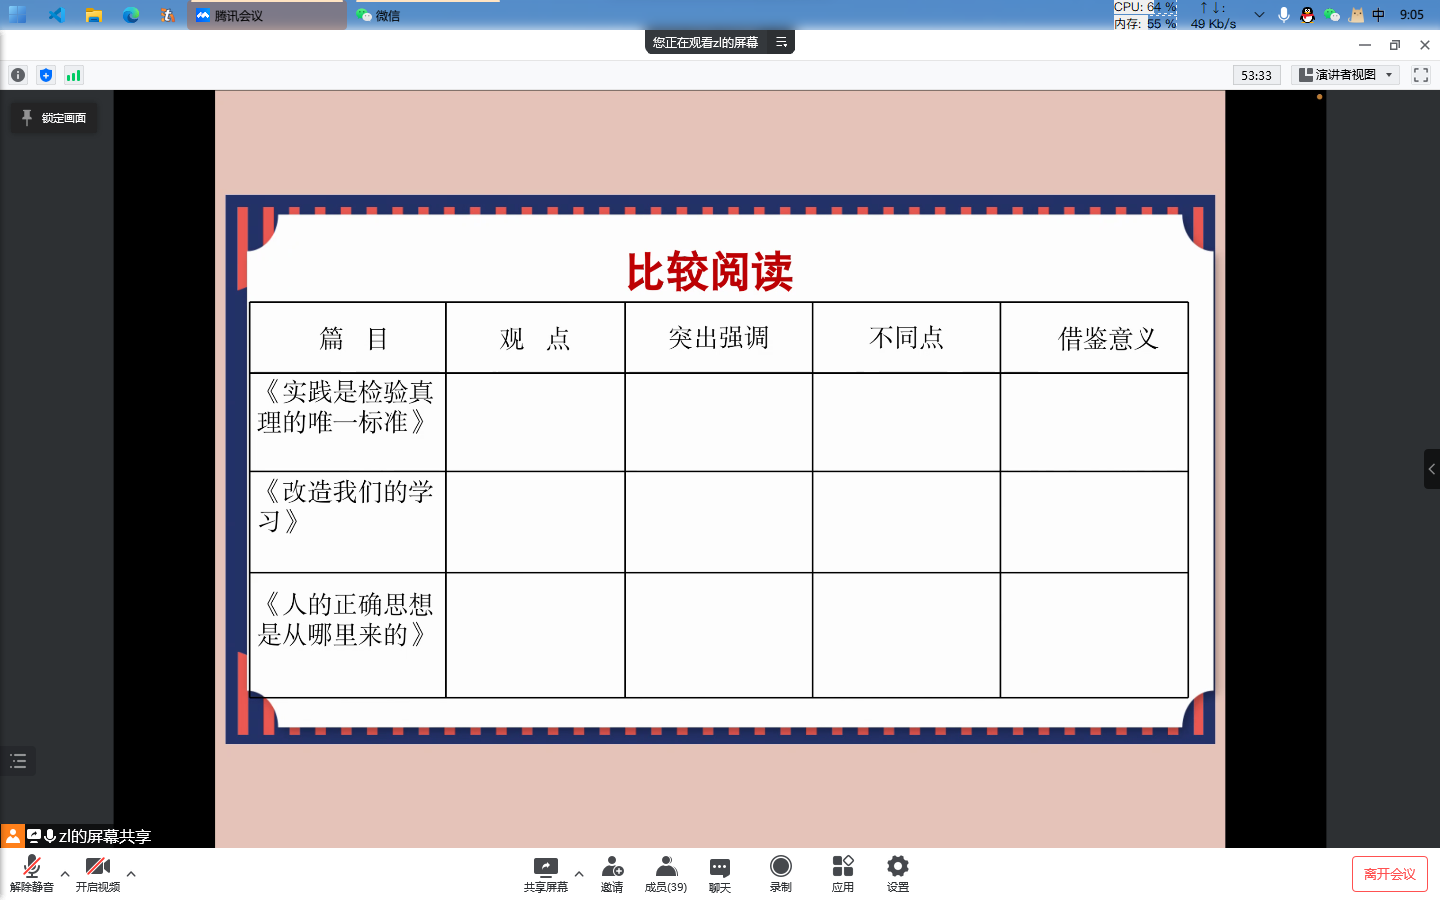 腾讯会议
微信
CPU: 64 %
内存: 55 %
↑↓:
49 Kb/s
中
9:05
您正在观看zl的屏幕
53:33
演讲者视图
锁定画面
比较阅读
篇 目
观 点
突出强调
不同点
借鉴意义
《实践是检验真
理的唯一标准》
《改造我们的学
习》
《人的正确思想
是从哪里来的》
zl的屏幕共享
解除静音
开启视频
共享屏幕
邀请
成员(39)
聊天
录制
应用
设置
离开会议